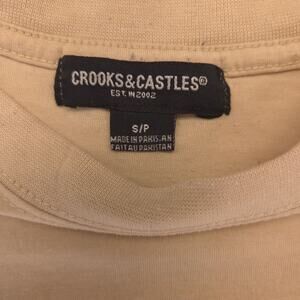 CROOKS&CASTLES®
EST. IN 2002
S/P
MADE IN PAKISTAN
FAIT AU PAKISTAN